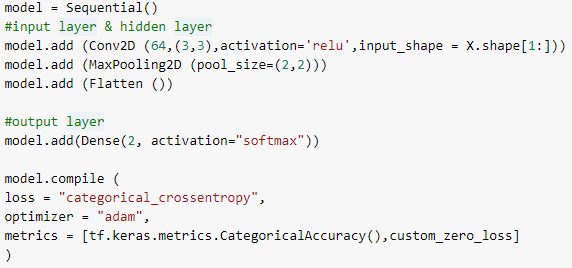 model = Sequential()
#input layer & hidden layer
model.add (Conv2D (64,(3,3),activation='relu',input_shape = X.shape[1:]))
model.add (MaxPooling2D (pool_size=(2,2)))
model.add (Flatten ())
#output layer
model.add(Dense(2, activation="softmax"))
model.compile (
loss = "categorical_crossentropy",
optimizer = "adam",
metrics = [tf.keras.metrics.CategoricalAccuracy(),custom_zero_loss]
)